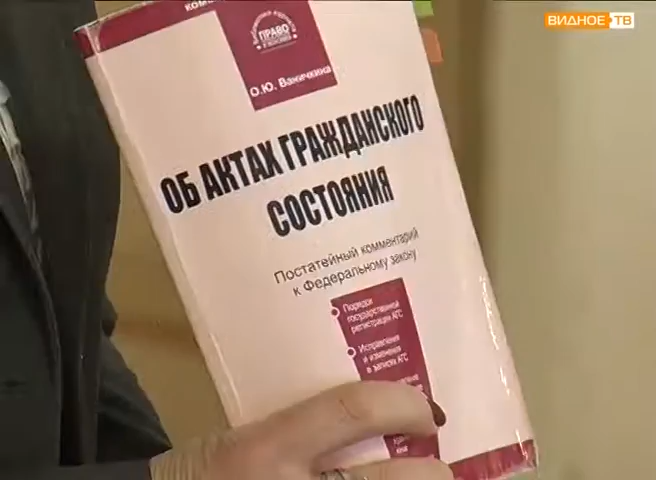 ВИДНОЕ ТВ
ПРАВО
О.Ю. Ваничкина
ОБ АКТАХ ГРАЖДАНСКОГО
СОСТОЯНИЯ
Постатейный комментарий
к Федеральному закону
Порядок
государственной
регистрации АГС
Исправления
и изменения
в записях АГС